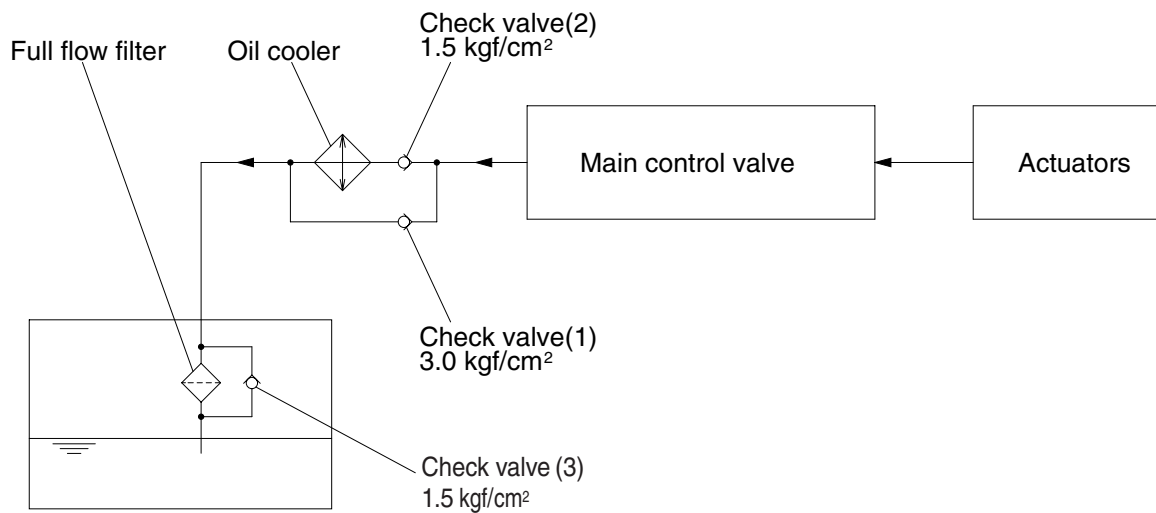 Check valve(2)
1.5 kgf/cm²
Full flow filter
Oil cooler
Main control valve
Actuators
Check valve(1)
3.0 kgf/cm²
Check valve (3)
1.5 kgf/cm²